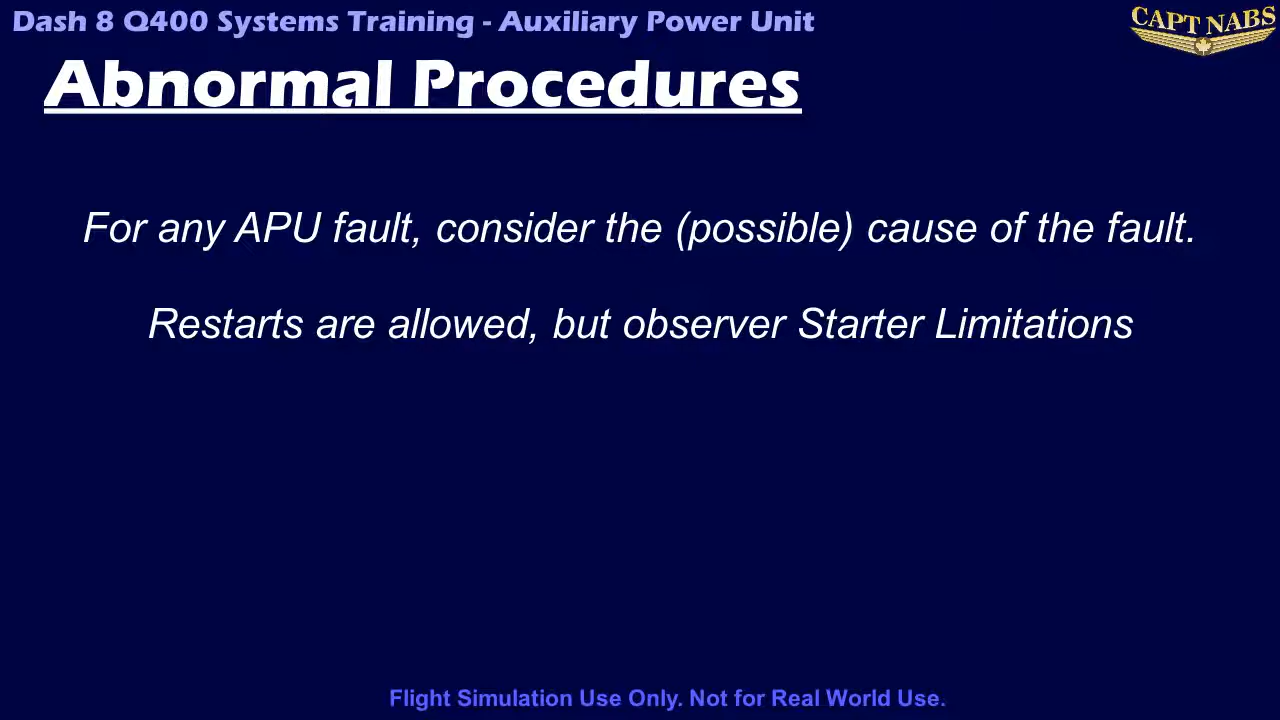 Dash 8 Q400 Systems Training - Auxiliary Power Unit
CAPT NABS
Abnormal Procedures
For any APU fault, consider the (possible) cause of the fault.
Restarts are allowed, but observer Starter Limitations
Flight Simulation Use Only. Not for Real World Use.